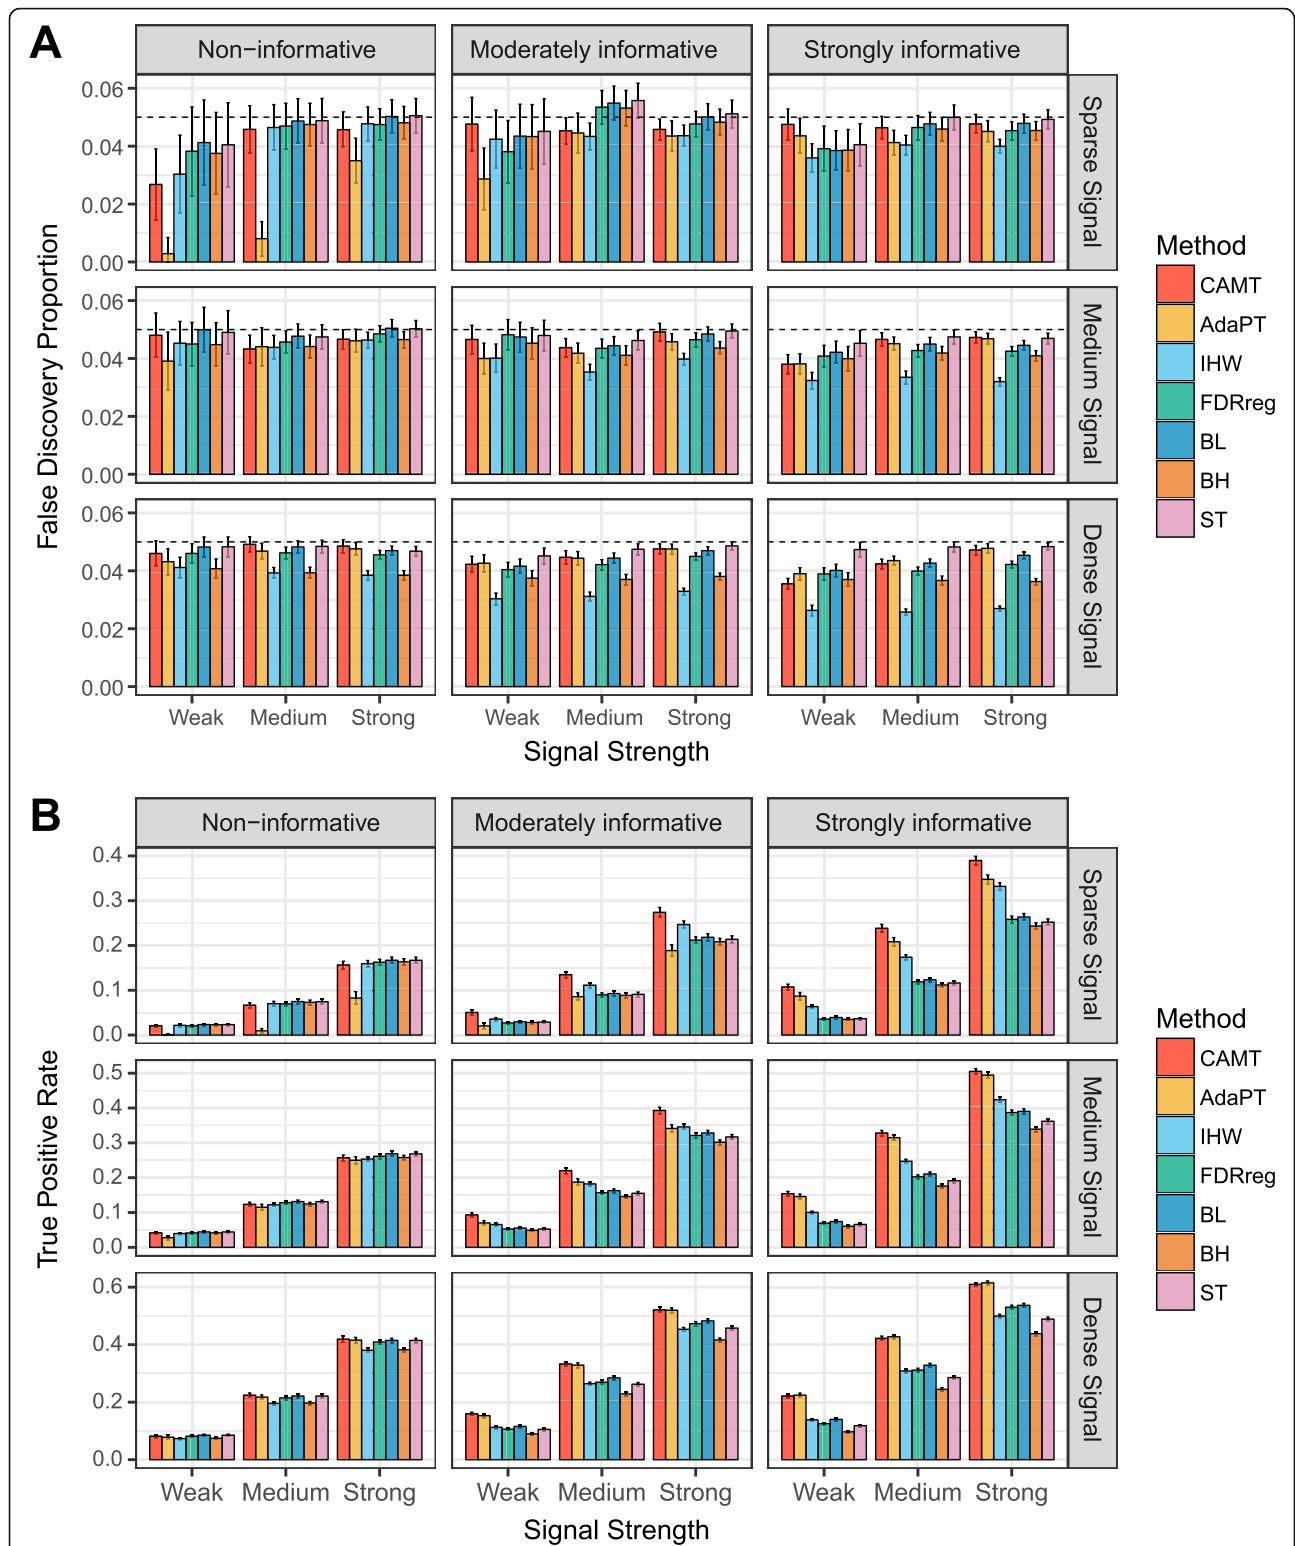 A
Non−informative
Moderately informative
Strongly informative
False Discovery Proportion
0.06
0.04
0.02
0.00
Sparse Signal
0.06
0.04
0.02
0.00
Medium Signal
0.06
0.04
0.02
0.00
Dense Signal
Weak Medium Strong
Weak Medium Strong
Weak Medium Strong
Signal Strength
Method
CAMT
AdaPT
IHW
FDRreg
BL
BH
ST
B
Non−informative
Moderately informative
Strongly informative
True Positive Rate
0.4
0.3
0.2
0.1
0.0
Sparse Signal
0.5
0.4
0.3
0.2
0.1
0.0
Medium Signal
0.6
0.4
0.2
0.0
Dense Signal
Weak Medium Strong
Weak Medium Strong
Weak Medium Strong
Signal Strength
Method
CAMT
AdaPT
IHW
FDRreg
BL
BH
ST